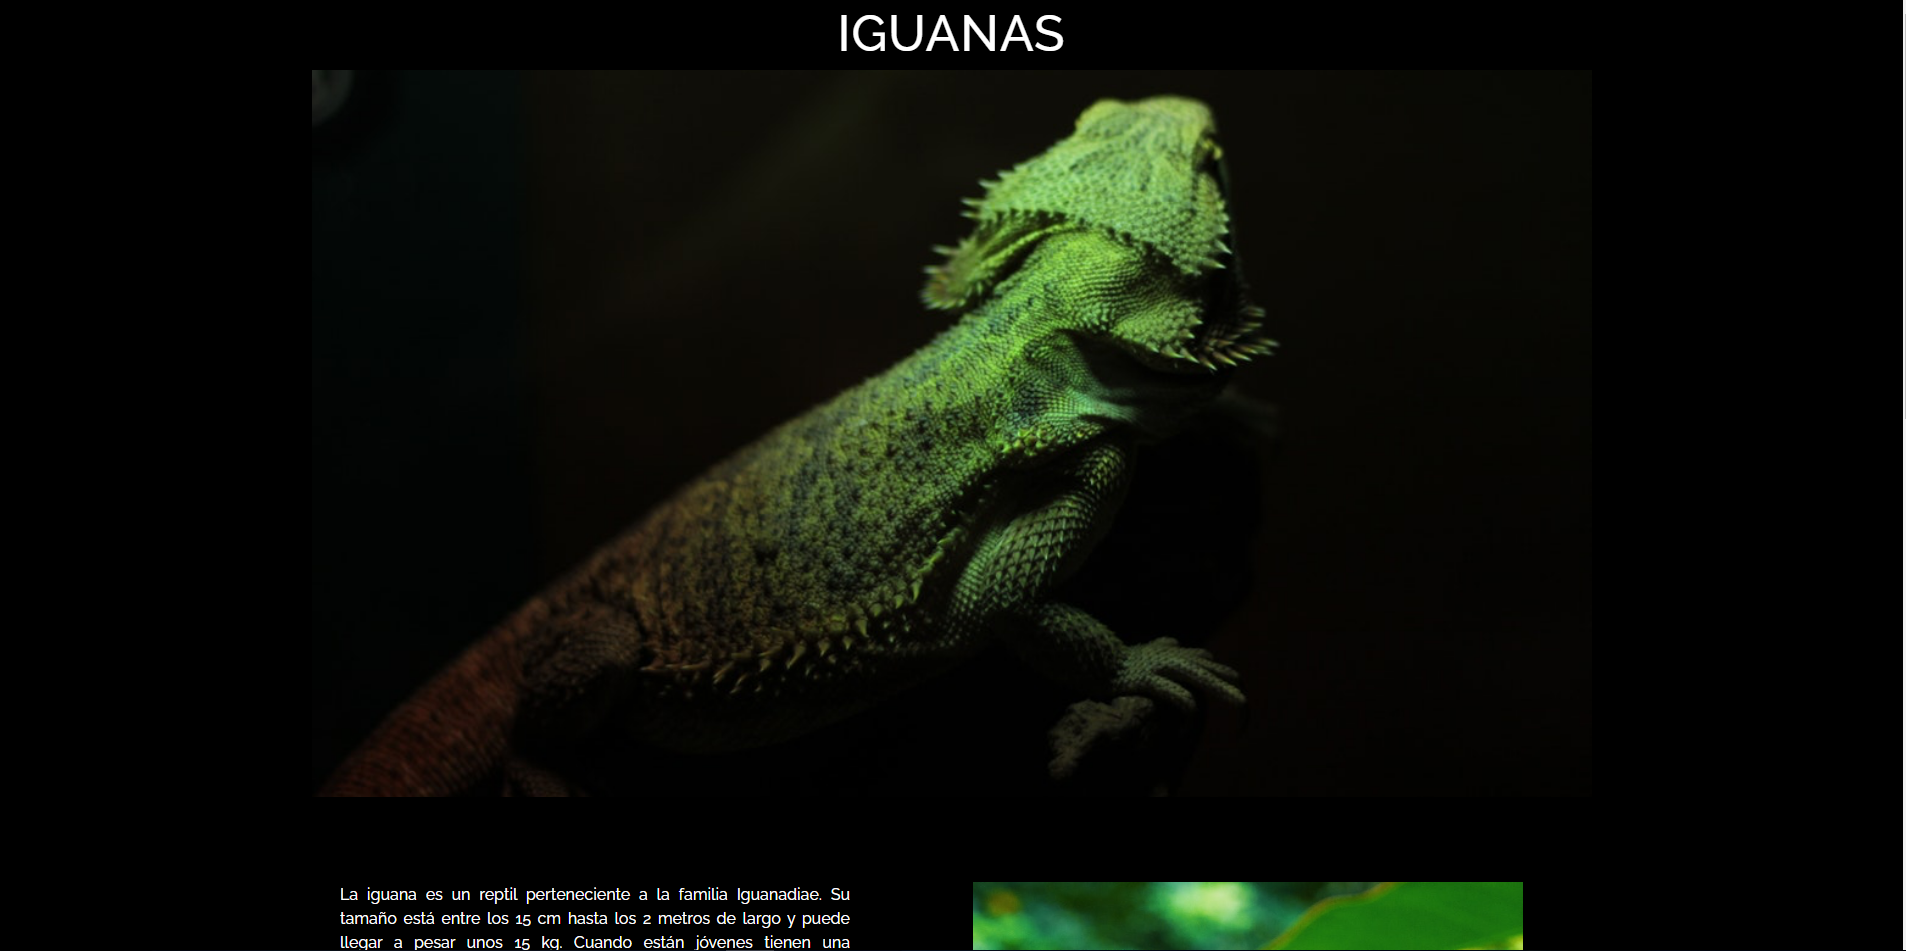 IGUANAS
La iguana es un reptil perteneciente a la familia Iguanadiae. Su
tamaño está entre los 15 cm hasta los 2 metros de largo y puede
llegar a pesar unos 15 kg. Cuando están jóvenes tienen una